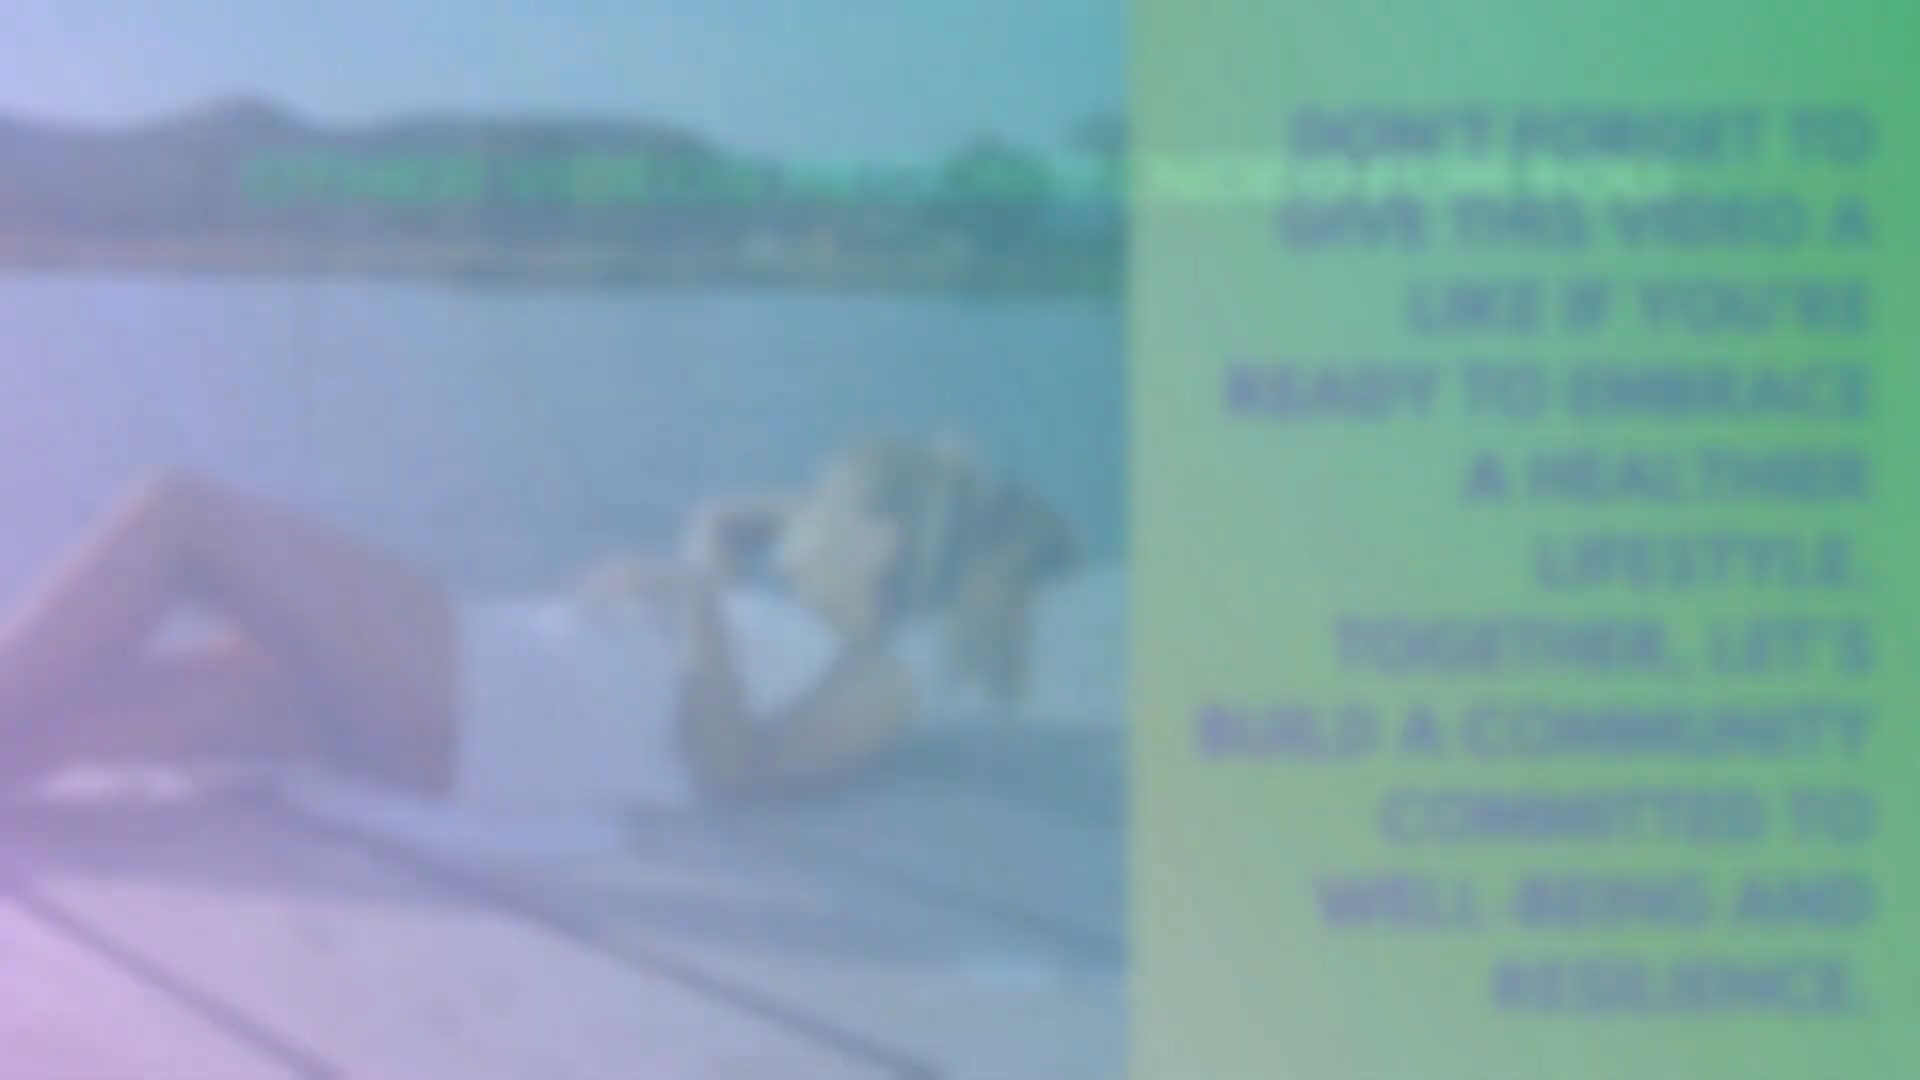 DON'T FORGET TO
GIVE THIS VIDEO A
LIKE IF YOU'RE
READY TO EMBRACE
A HEALTHIER
LIFESTYLE.
TOGETHER, LET'S
BUILD A COMMUNITY
COMMITTED TO
WELL-BEING AND
RESILIENCE.